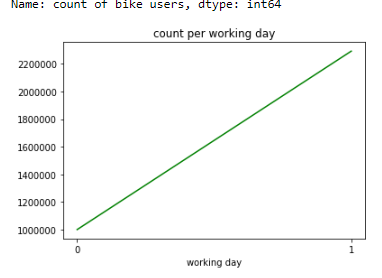 Name: count of bike users, dtype: int64
count per working day
2200000
2000000
1800000
1600000
1400000
1200000
1000000
0 1
working day